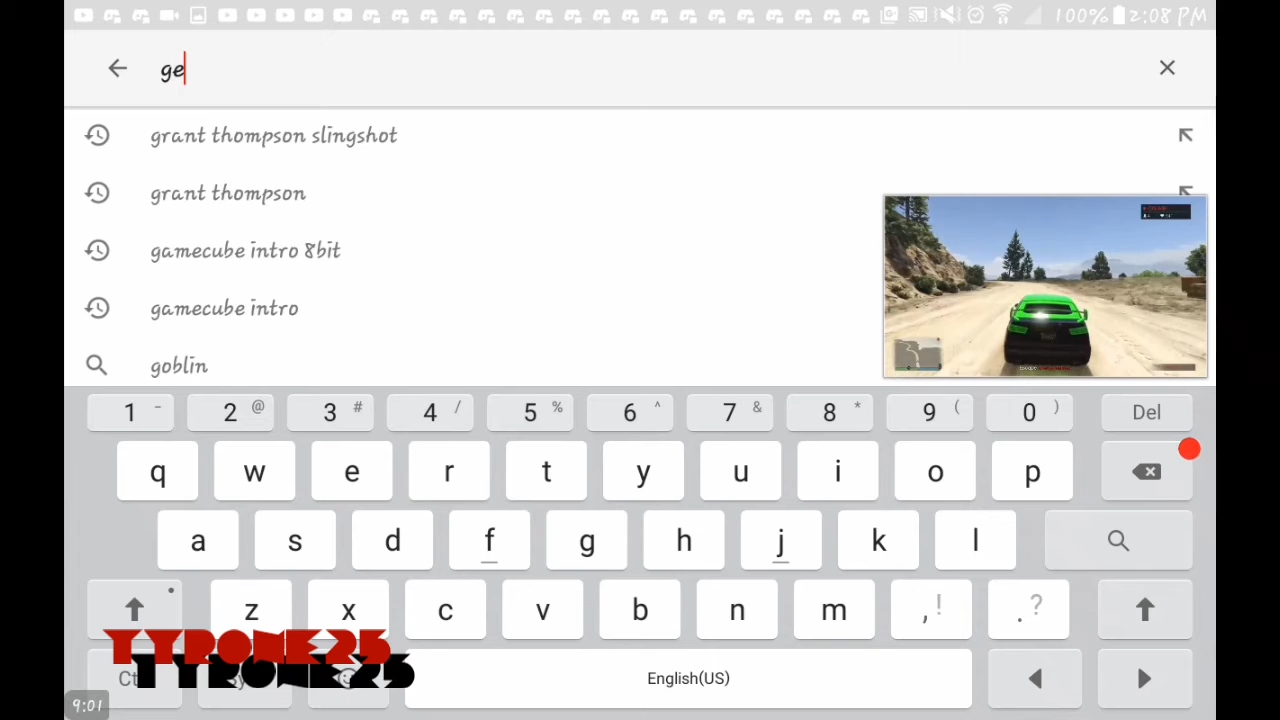 100% 2:08 PM
ge
grant thompson slingshot
grant thompson
gamecube intro 8bit
gamecube intro
goblin
1 - 2 @ 3 # 4 / 5 % 6 ^ 7 & 8 * 9 ( 0 ) Del
q w e r t y u i o p
a s d f g h j k l
z x c v b n m , ! . ?
TYRONE25
TYRONE25
English(US)
9:01